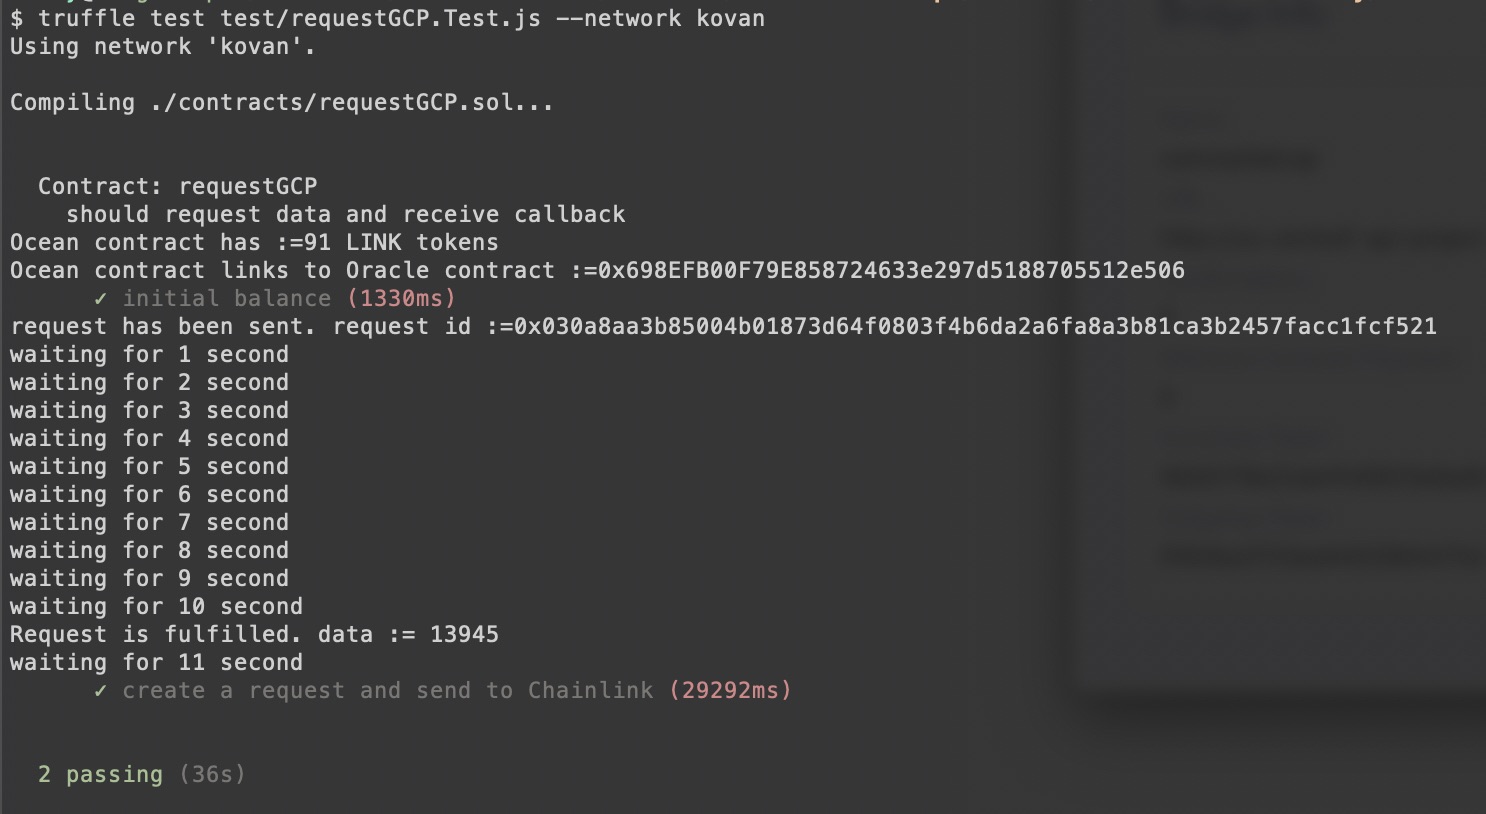 $ truffle test test/requestGCP.Test.js --network kovan
Using network 'kovan'.
Compiling ./contracts/requestGCP.sol...
Contract: requestGCP
should request data and receive callback
Ocean contract has :=91 LINK tokens
Ocean contract links to Oracle contract :=0x698EFB00F79E858724633e297d5188705512e506
✓ initial balance (1330ms)
request has been sent. request id :=0x030a8aa3b85004b01873d64f0803f4b6da2a6fa8a3b81ca3b2457facc1fcf521
waiting for 1 second
waiting for 2 second
waiting for 3 second
waiting for 4 second
waiting for 5 second
waiting for 6 second
waiting for 7 second
waiting for 8 second
waiting for 9 second
waiting for 10 second
Request is fulfilled. data := 13945
waiting for 11 second
✓ create a request and send to Chainlink (29292ms)
2 passing (36s)